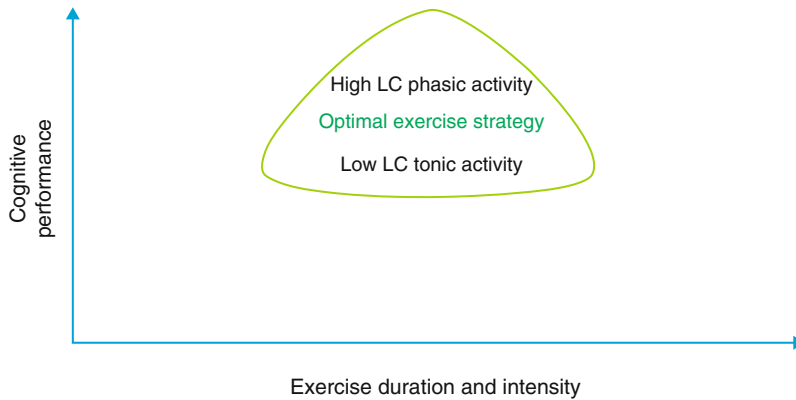 High LC phasic activity
Optimal exercise strategy
Low LC tonic activity
Cognitive
performance
Exercise duration and intensity